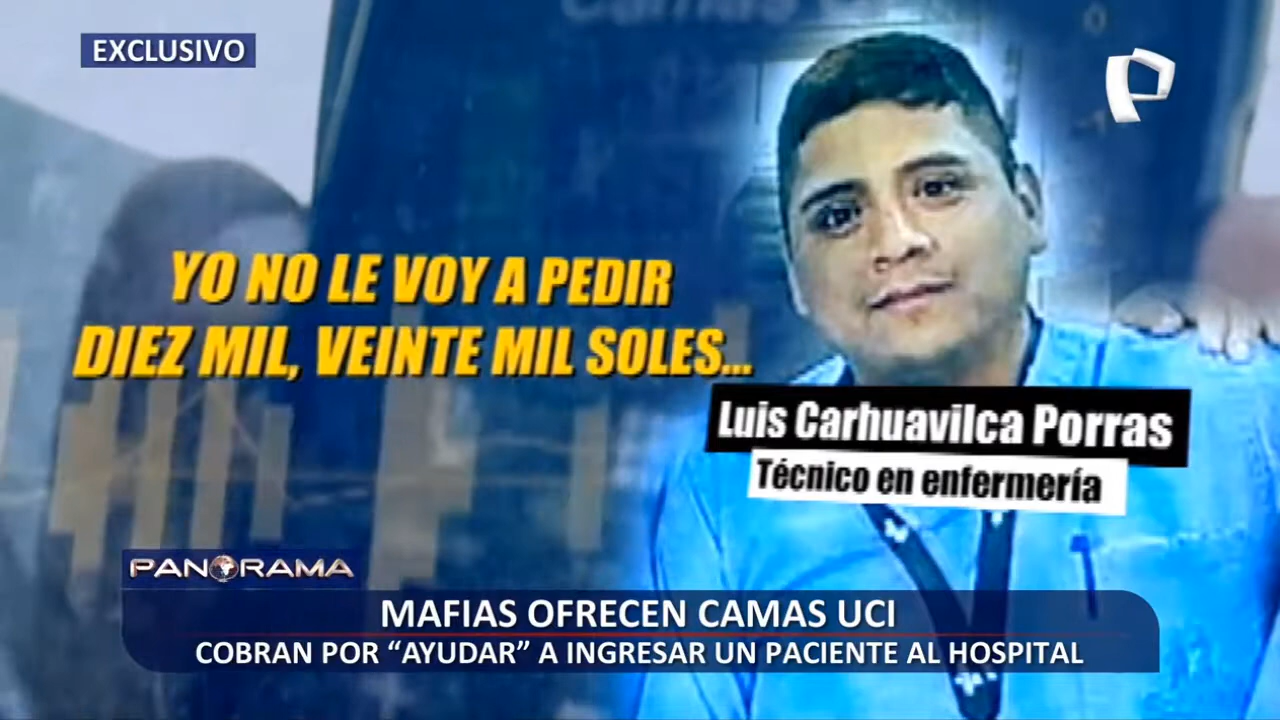 EXCLUSIVO
YO NO LE VOY A PEDIR
DIEZ MIL, VEINTE MIL SOLES...
Luis Carhuavilca Porras
Técnico en enfermería
PANORAMA
MAFIAS OFRECEN CAMAS UCI
COBRAN POR “AYUDAR” A INGRESAR UN PACIENTE AL HOSPITAL